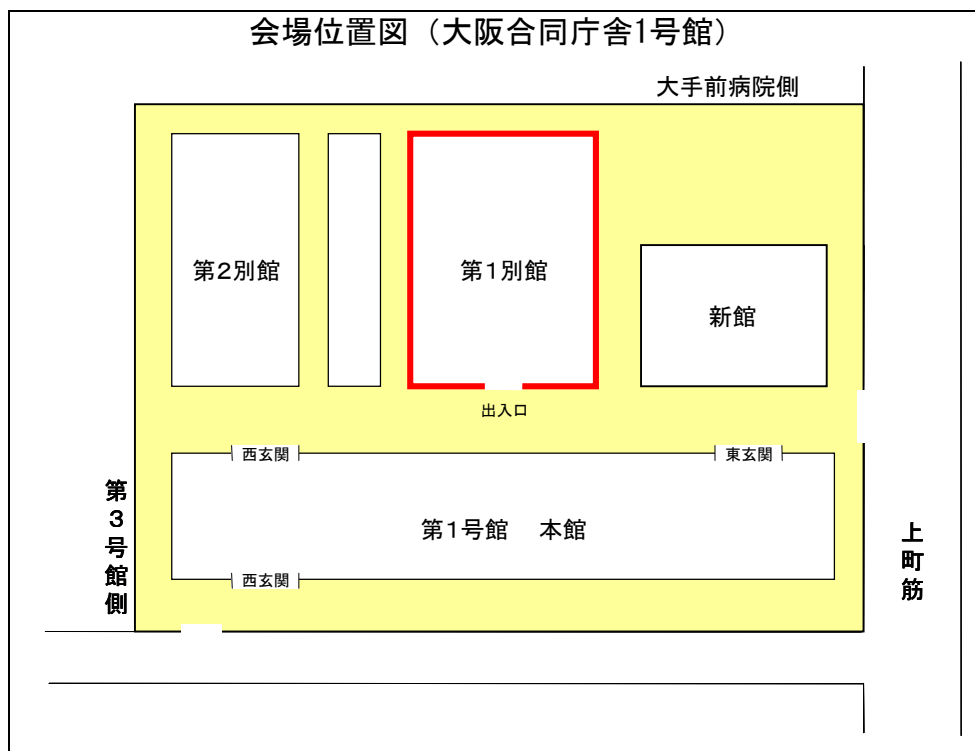 会場位置図（大阪合同庁舎1号館）
大手前病院側
第２別館
第１別館
新館
出入口
西玄関
東玄関
第１号館　本館
西玄関
第３号館側
上町筋